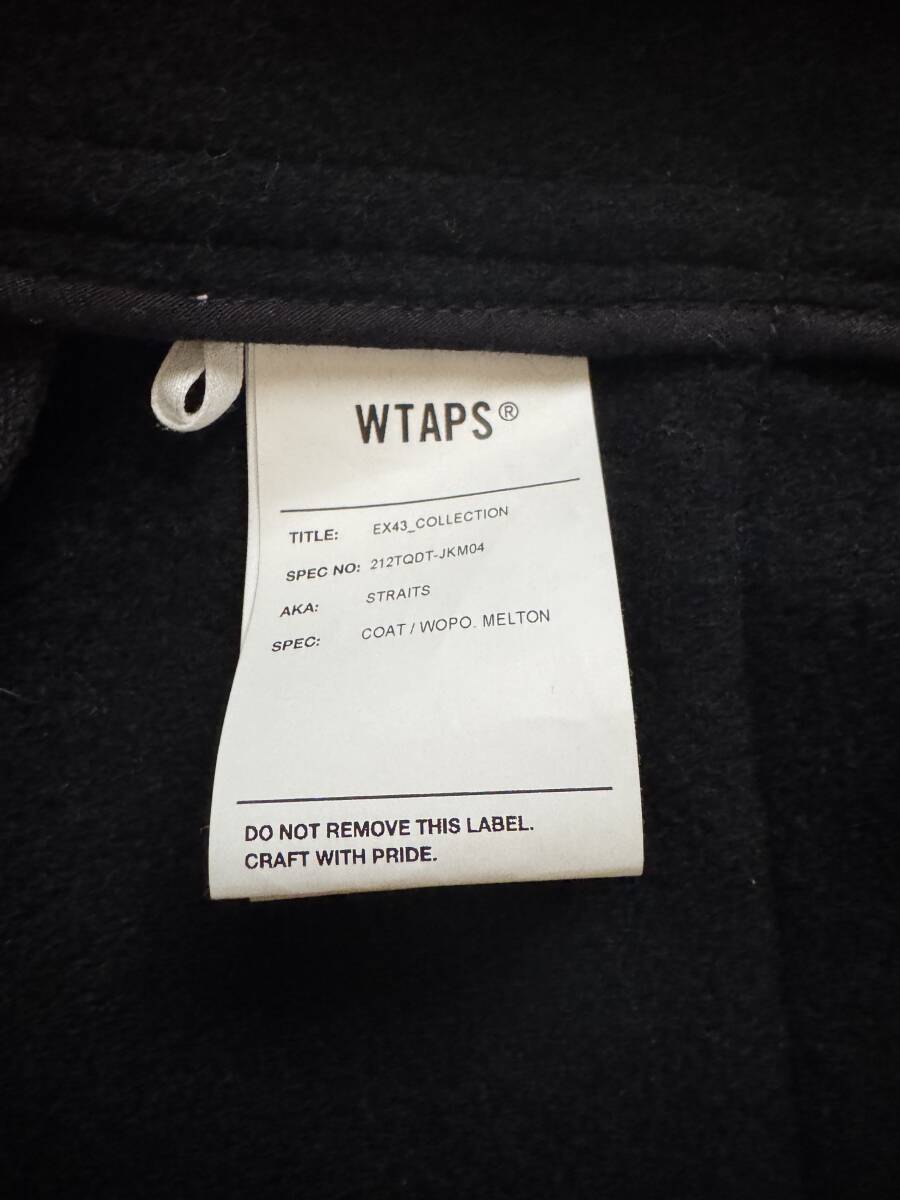 WTAPS®
TITLE: EX43_COLLECTION
SPEC NO: 212TQDT-JKM04
AKA: STRAITS
SPEC: COAT / WOPO. MELTON
DO NOT REMOVE THIS LABEL.
CRAFT WITH PRIDE.